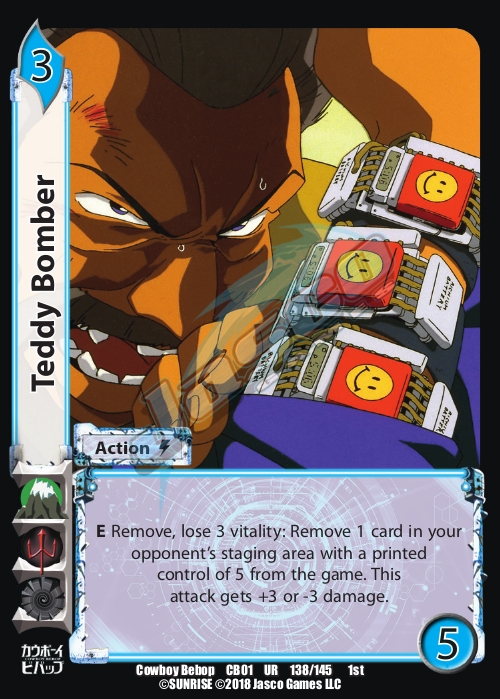 3
Teddy Bomber
Action
E Remove, lose 3 vitality: Remove 1 card in your
opponent's staging area with a printed
control of 5 from the game. This
attack gets +3 or -3 damage.
5
カウボーイ
ビバップ
Cowboy Bebop CB01 UR 138/145 1st
©SUNRISE ©2018 Jasco Games LLC